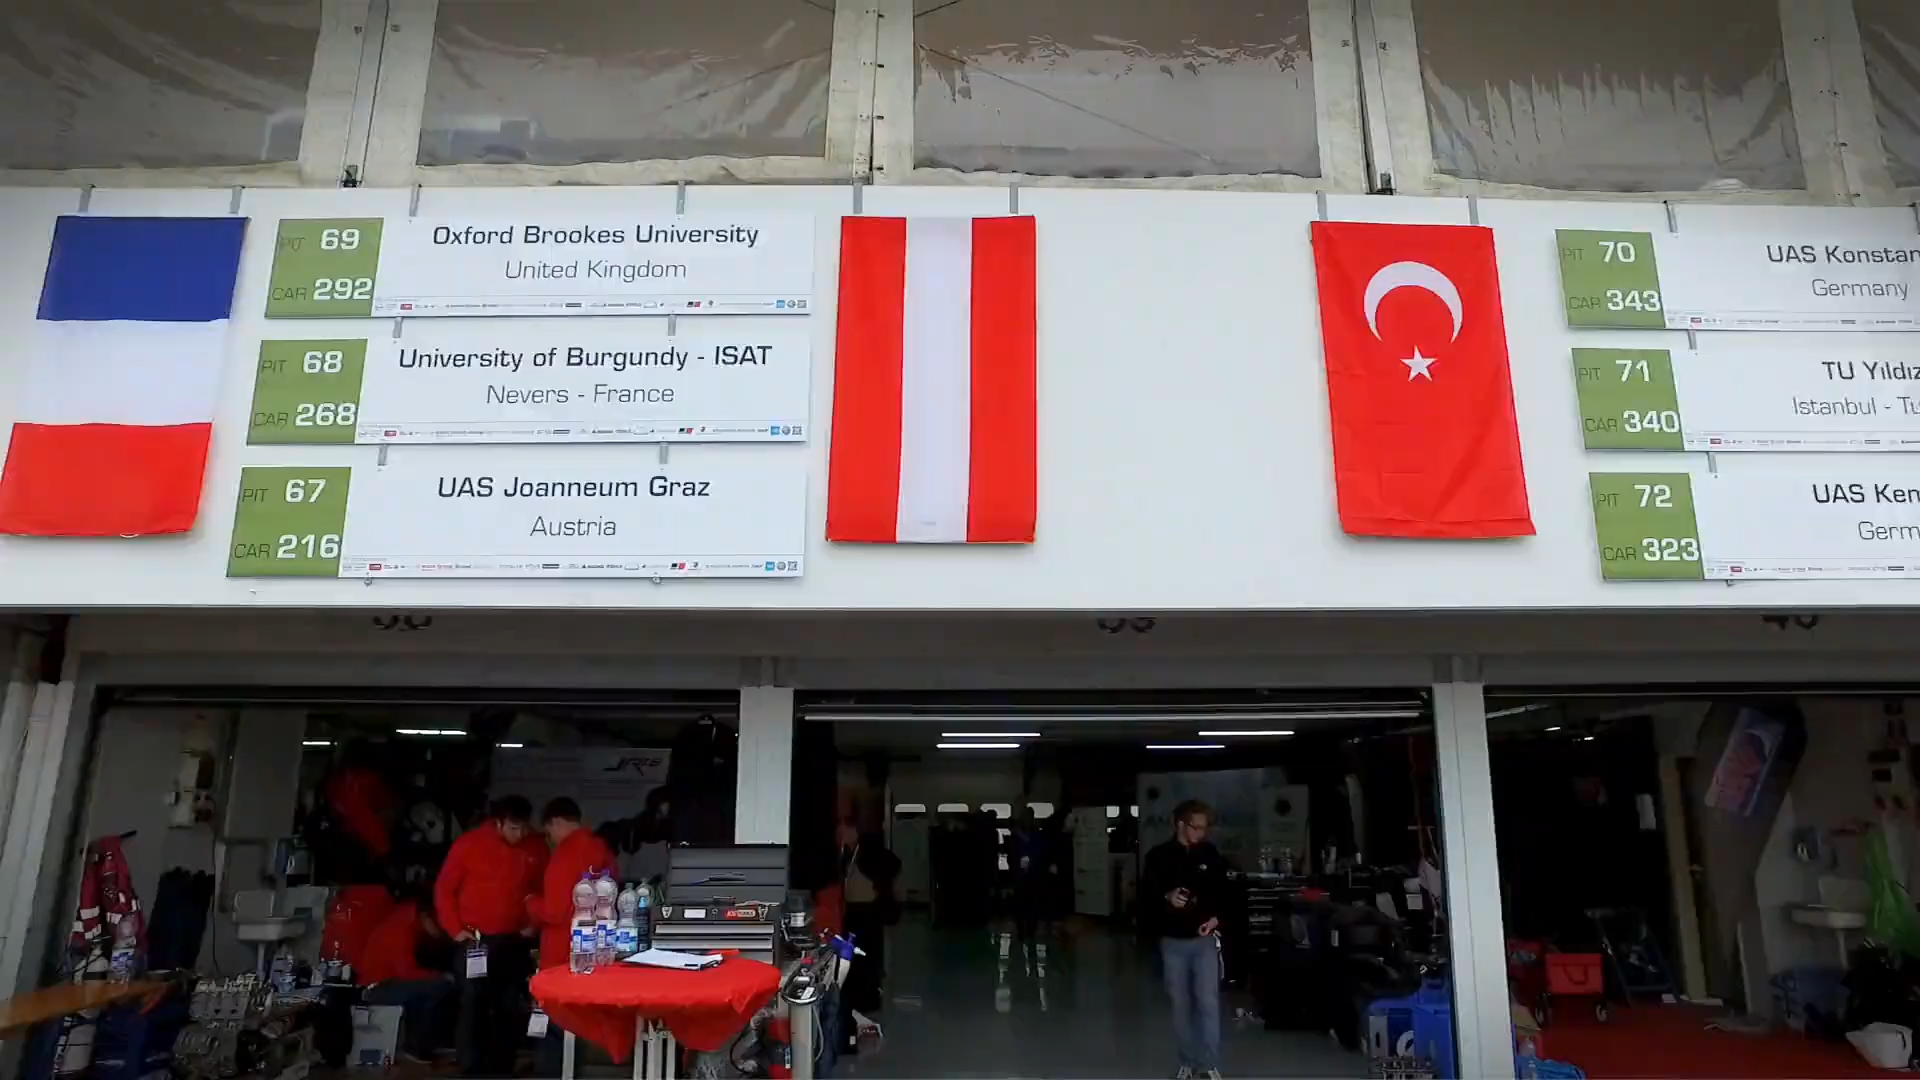 PIT 69
CAR 292
Oxford Brookes University
United Kingdom
PIT 68
CAR 268
University of Burgundy - ISAT
Nevers - France
PIT 67
CAR 216
UAS Joanneum Graz
Austria
PIT 70
CAR 343
UAS Konstan
Germany
PIT 71
CAR 340
TU Yıldız
Istanbul - Tu
PIT 72
CAR 323
UAS Kem
Germ